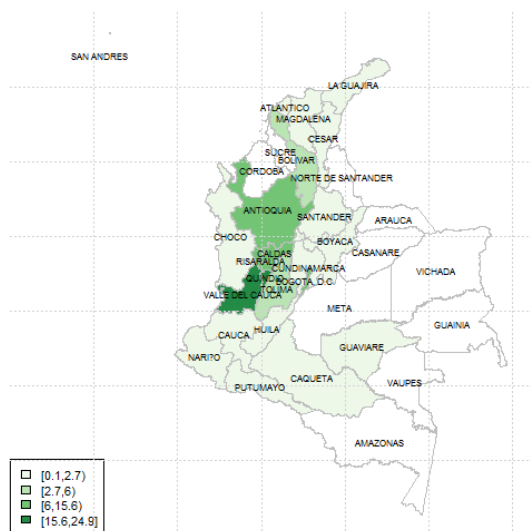 SAN ANDRES
LA GUAJIRA
ATLANTICO
MAGDALENA
CESAR
SUCRE
BOLIVAR
CORDOBA
NORTE DE SANTANDER
ANTIOQUIA
SANTANDER
ARAUCA
CHOCO
BOYACA
CASANARE
CALDAS
RISARALDA
CUNDINAMARCA
VICHADA
QUINDIO
BOGOTA, D.C.
TOLIMA
VALLE DEL CAUCA
META
GUAINIA
HUILA
CAUCA
GUAVIARE
NARI?O
CAQUETA
VAUPES
PUTUMAYO
AMAZONAS
[0.1,2.7)
[2.7,6)
[6,15.6)
[15.6,24.9]